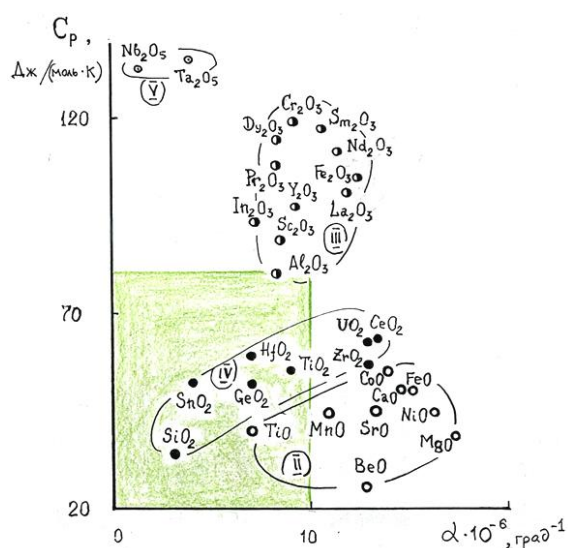 Cₚ,
Дж/(моль·К)
Nb₂O₅
Ta₂O₅
V
120
Cr₂O₃
Sm₂O₃
Dy₂O₃
Nd₂O₃
Pr₂O₃
Fe₂O₃
Y₂O₃
In₂O₃
La₂O₃
Sc₂O₃
III
Al₂O₃
70
UO₂
CeO₂
HfO₂
ZrO₂
IV
TiO₂
CoO
FeO
SnO₂
GeO₂
CaO
TiO
MnO
SrO
NiO
SiO₂
MgO
II
BeO
20
0
10
α·10⁻⁶, град⁻¹